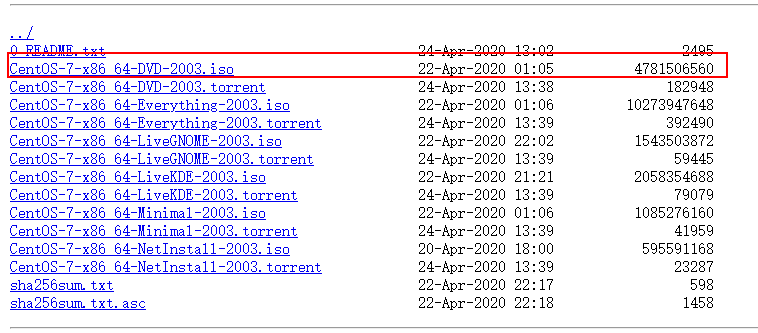 ../
0_README.txt 24-Apr-2020 13:02 2495
CentOS-7-x86_64-DVD-2003.iso 22-Apr-2020 01:05 4781506560
CentOS-7-x86_64-DVD-2003.torrent 24-Apr-2020 13:38 182948
CentOS-7-x86_64-Everything-2003.iso 22-Apr-2020 01:06 10273947648
CentOS-7-x86_64-Everything-2003.torrent 24-Apr-2020 13:39 392490
CentOS-7-x86_64-LiveGNOME-2003.iso 22-Apr-2020 22:02 1543503872
CentOS-7-x86_64-LiveGNOME-2003.torrent 24-Apr-2020 13:39 59445
CentOS-7-x86_64-LiveKDE-2003.iso 22-Apr-2020 21:21 2058354688
CentOS-7-x86_64-LiveKDE-2003.torrent 24-Apr-2020 13:39 79079
CentOS-7-x86_64-Minimal-2003.iso 22-Apr-2020 01:06 1085276160
CentOS-7-x86_64-Minimal-2003.torrent 24-Apr-2020 13:39 41959
CentOS-7-x86_64-NetInstall-2003.iso 20-Apr-2020 18:00 595591168
CentOS-7-x86_64-NetInstall-2003.torrent 24-Apr-2020 13:39 23287
sha256sum.txt 22-Apr-2020 22:17 598
sha256sum.txt.asc 22-Apr-2020 22:18 1458